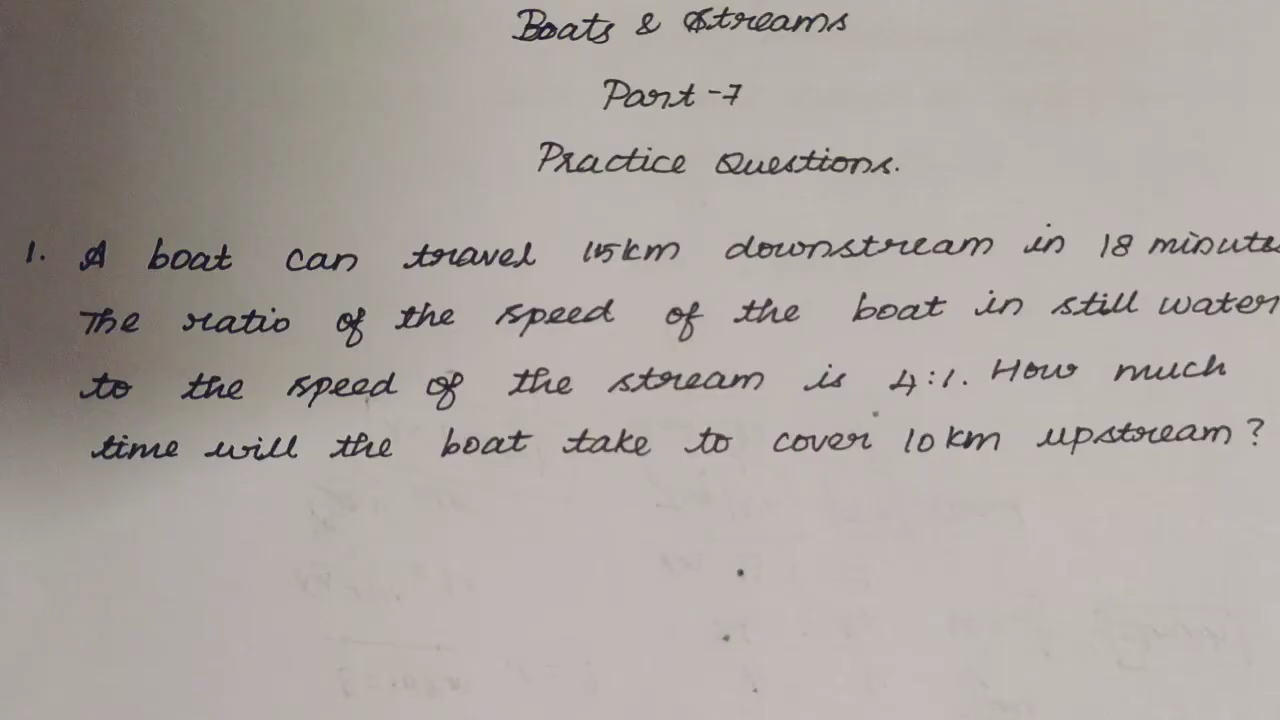 Boats & Streams
Part-7
Practice Questions.
1. A boat can travel 15km downstream in 18 minute
The ratio of the speed of the boat in still water
to the speed of the stream is 4:1. How much
time will the boat take to cover 10km upstream?